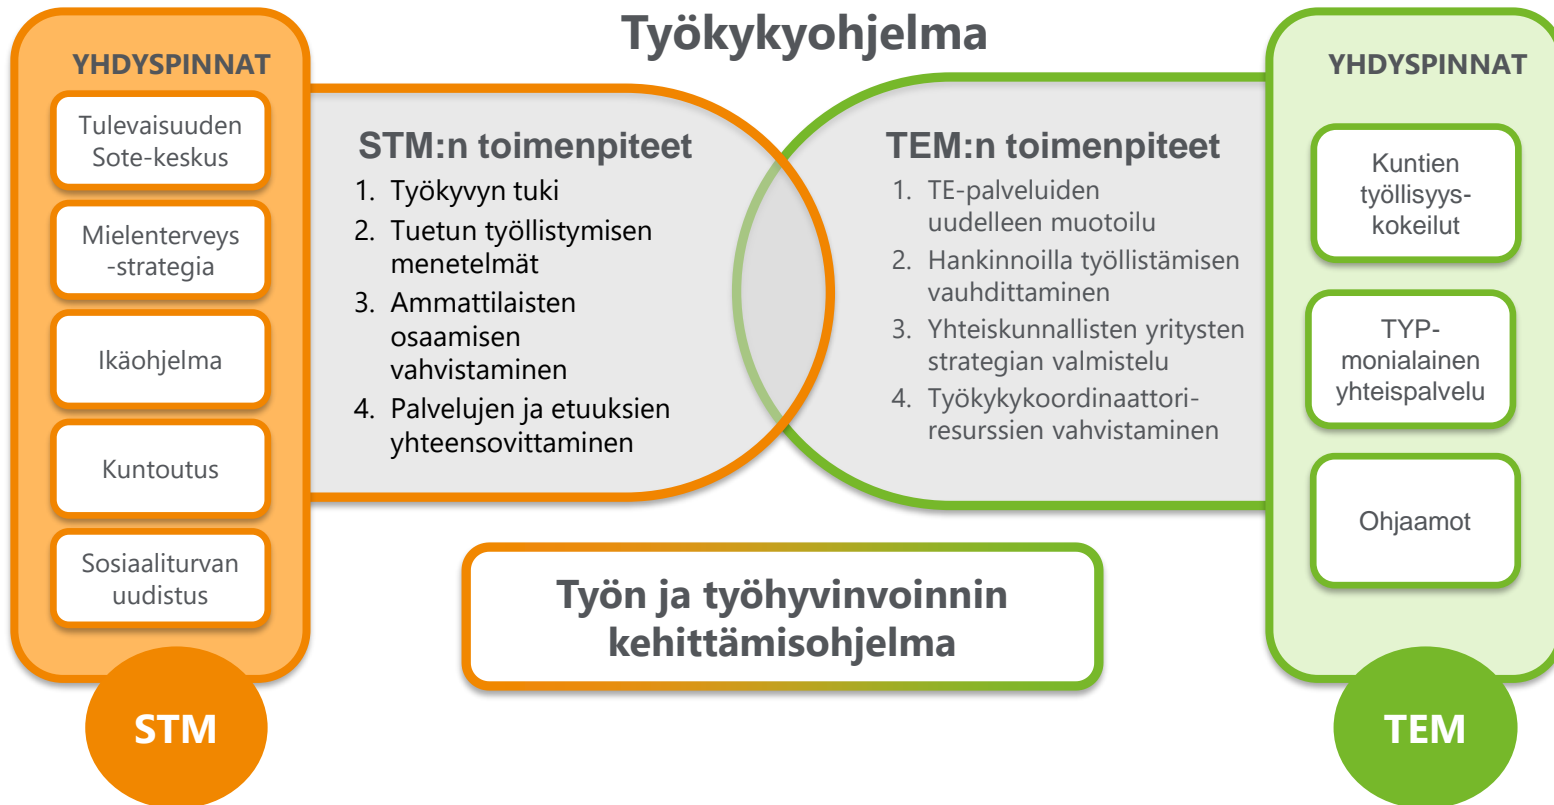 Työkykyohjelma
YHDYSPINNAT
Tulevaisuuden
Sote-keskus
Mielenterveys
-strategia
Ikäohjelma
Kuntoutus
Sosiaaliturvan
uudistus
STM
STM:n toimenpiteet
1. Työkyvyn tuki
2. Tuetun työllistymisen
menetelmät
3. Ammattilaisten
osaamisen
vahvistaminen
4. Palvelujen ja etuuksien
yhteensovittaminen
TEM:n toimenpiteet
1. TE-palveluiden
uudelleen muotoilu
2. Hankinnoilla työllistämisen
vauhdittaminen
3. Yhteiskunnallisten yritysten
strategian valmistelu
4. Työkykykoordinaattori-
resurssien vahvistaminen
Työn ja työhyvinvoinnin
kehittämisohjelma
YHDYSPINNAT
Kuntien
työllisyys-
kokeilut
TYP-
monialainen
yhteispalvelu
Ohjaamot
TEM